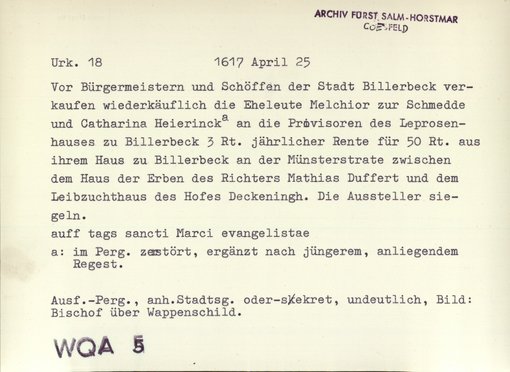 ARCHIV FÜRST SALM-HORSTMAR
COESFELD
Urk. 18 1617 April 25
Vor Bürgermeistern und Schöffen der Stadt Billerbeck ver-
kaufen wiederkäuflich die Eheleute Melchior zur Schmedde
und Catharina Heierinck a an die Provisoren des Leprosen-
hauses zu Billerbeck 3 Rt. jährlicher Rente für 50 Rt. aus
ihrem Haus zu Billerbeck an der Münsterstrate zwischen
dem Haus der Erben des Richters Mathias Duffert und dem
Leibzuchthaus des Hofes Deckeningh. Die Aussteller sie-
geln.
auff tags sancti Marci evangelistae
a: im Perg. zerstört, ergänzt nach jüngerem, anliegendem
Regest.
Ausf.-Perg., anh.Stadtsg. oder-sekret, undeutlich, Bild:
Bischof über Wappenschild.
WQA 5